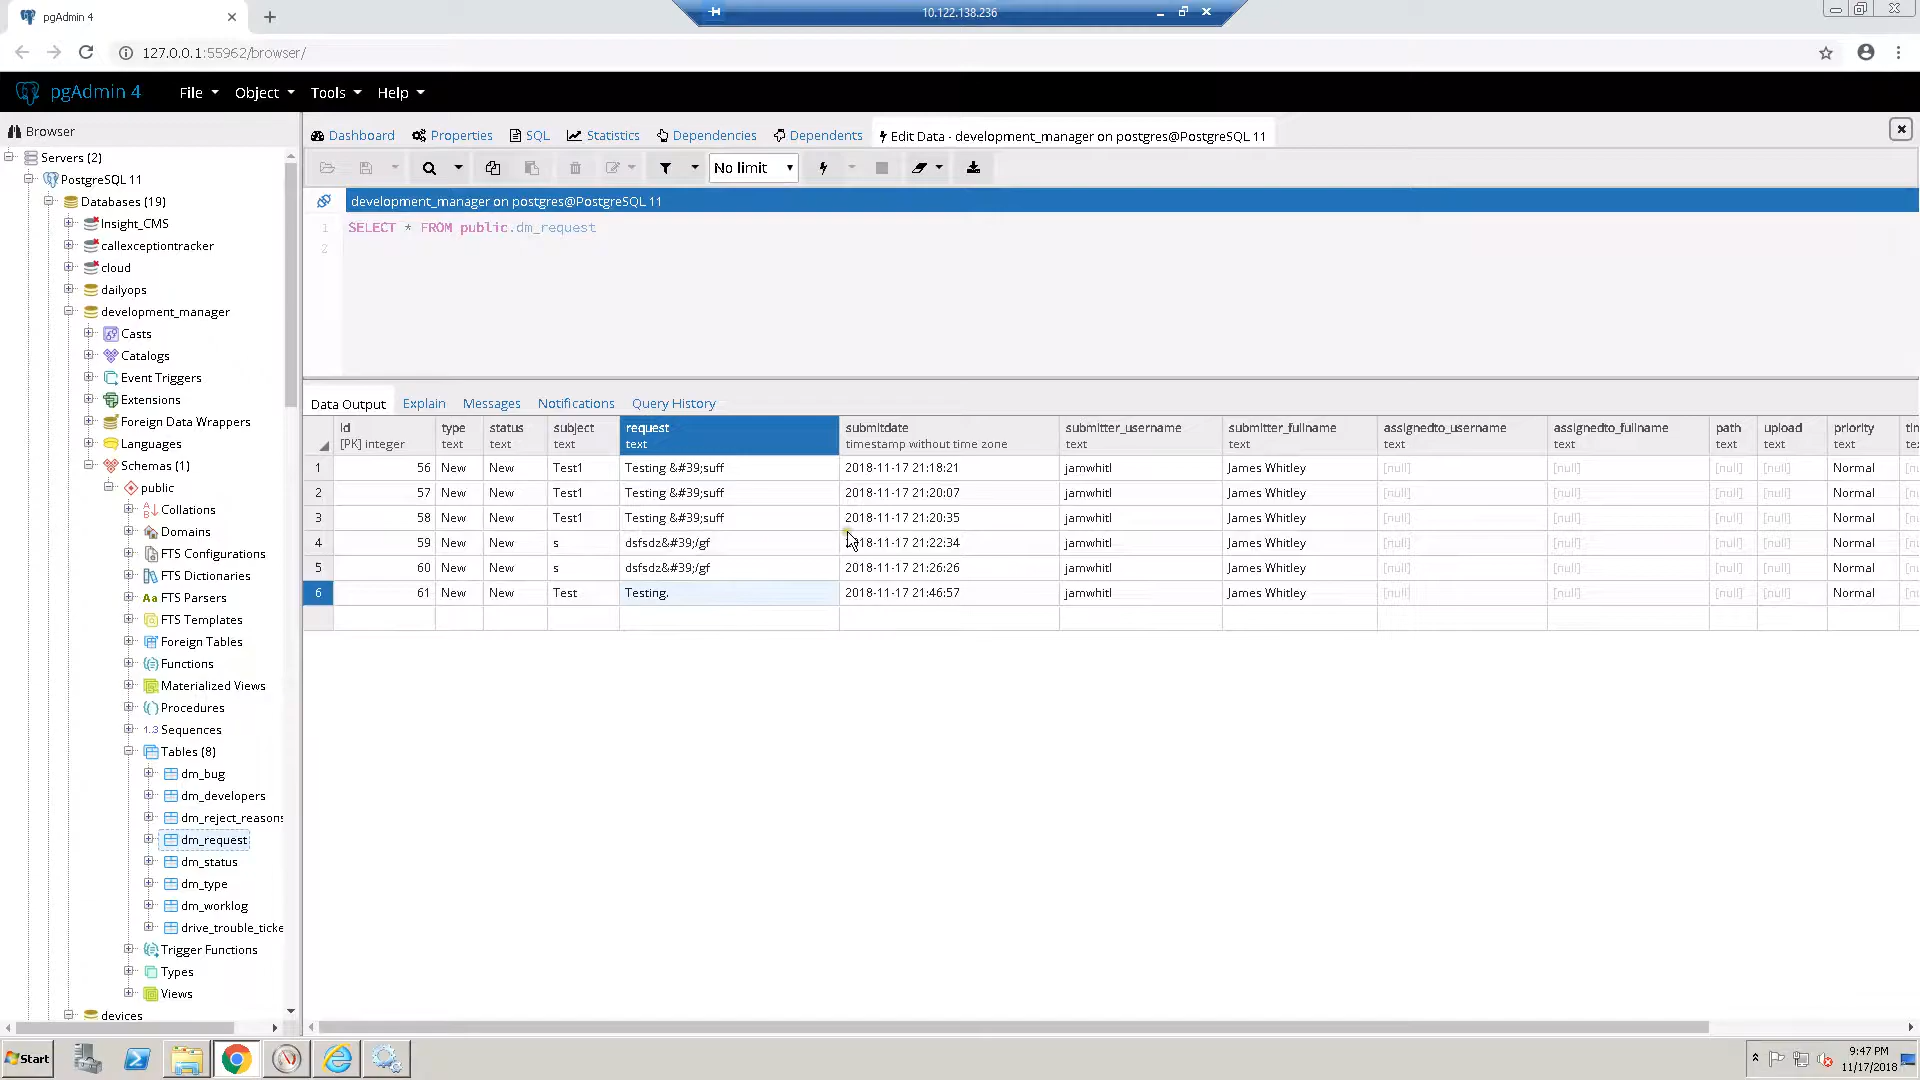 pgAdmin 4
10.122.138.236
127.0.0.1:55962/browser/
pgAdmin 4 File Object Tools Help
Browser
Servers (2)
PostgreSQL 11
Databases (19)
Insight_CMS
callexceptiontracker
cloud
dailyops
development_manager
Casts
Catalogs
Event Triggers
Extensions
Foreign Data Wrappers
Languages
Schemas (1)
public
Collations
Domains
FTS Configurations
FTS Dictionaries
Aa FTS Parsers
FTS Templates
Foreign Tables
Functions
Materialized Views
Procedures
1..3 Sequences
Tables (8)
dm_bug
dm_developers
dm_reject_reasons
dm_request
dm_status
dm_type
dm_worklog
drive_trouble_ticke
Trigger Functions
Types
Views
devices
Dashboard Properties SQL Statistics Dependencies Dependents Edit Data - development_manager on postgres@PostgreSQL 11
No limit
development_manager on postgres@PostgreSQL 11
1 SELECT * FROM public.dm_request
2
Data Output Explain Messages Notifications Query History
id type status subject request submitdate submitter_username submitter_fullname assignedto_username assignedto_fullname path upload priority tin
[PK] integer text text text text timestamp without time zone text text text text text text text
1 56 New New Test1 Testing &#39;suff 2018-11-17 21:18:21 jamwhitl James Whitley [null] [null] [null] [null] Normal
2 57 New New Test1 Testing &#39;suff 2018-11-17 21:20:07 jamwhitl James Whitley [null] [null] [null] [null] Normal
3 58 New New Test1 Testing &#39;suff 2018-11-17 21:20:35 jamwhitl James Whitley [null] [null] [null] [null] Normal
4 59 New New s dsfsdz&#39;/gf 18-11-17 21:22:34 jamwhitl James Whitley [null] [null] [null] [null] Normal
5 60 New New s dsfsdz&#39;/gf 2018-11-17 21:26:26 jamwhitl James Whitley [null] [null] [null] [null] Normal
6 61 New New Test Testing. 2018-11-17 21:46:57 jamwhitl James Whitley [null] [null] [null] [null] Normal
Start
9:47 PM
11/17/2018